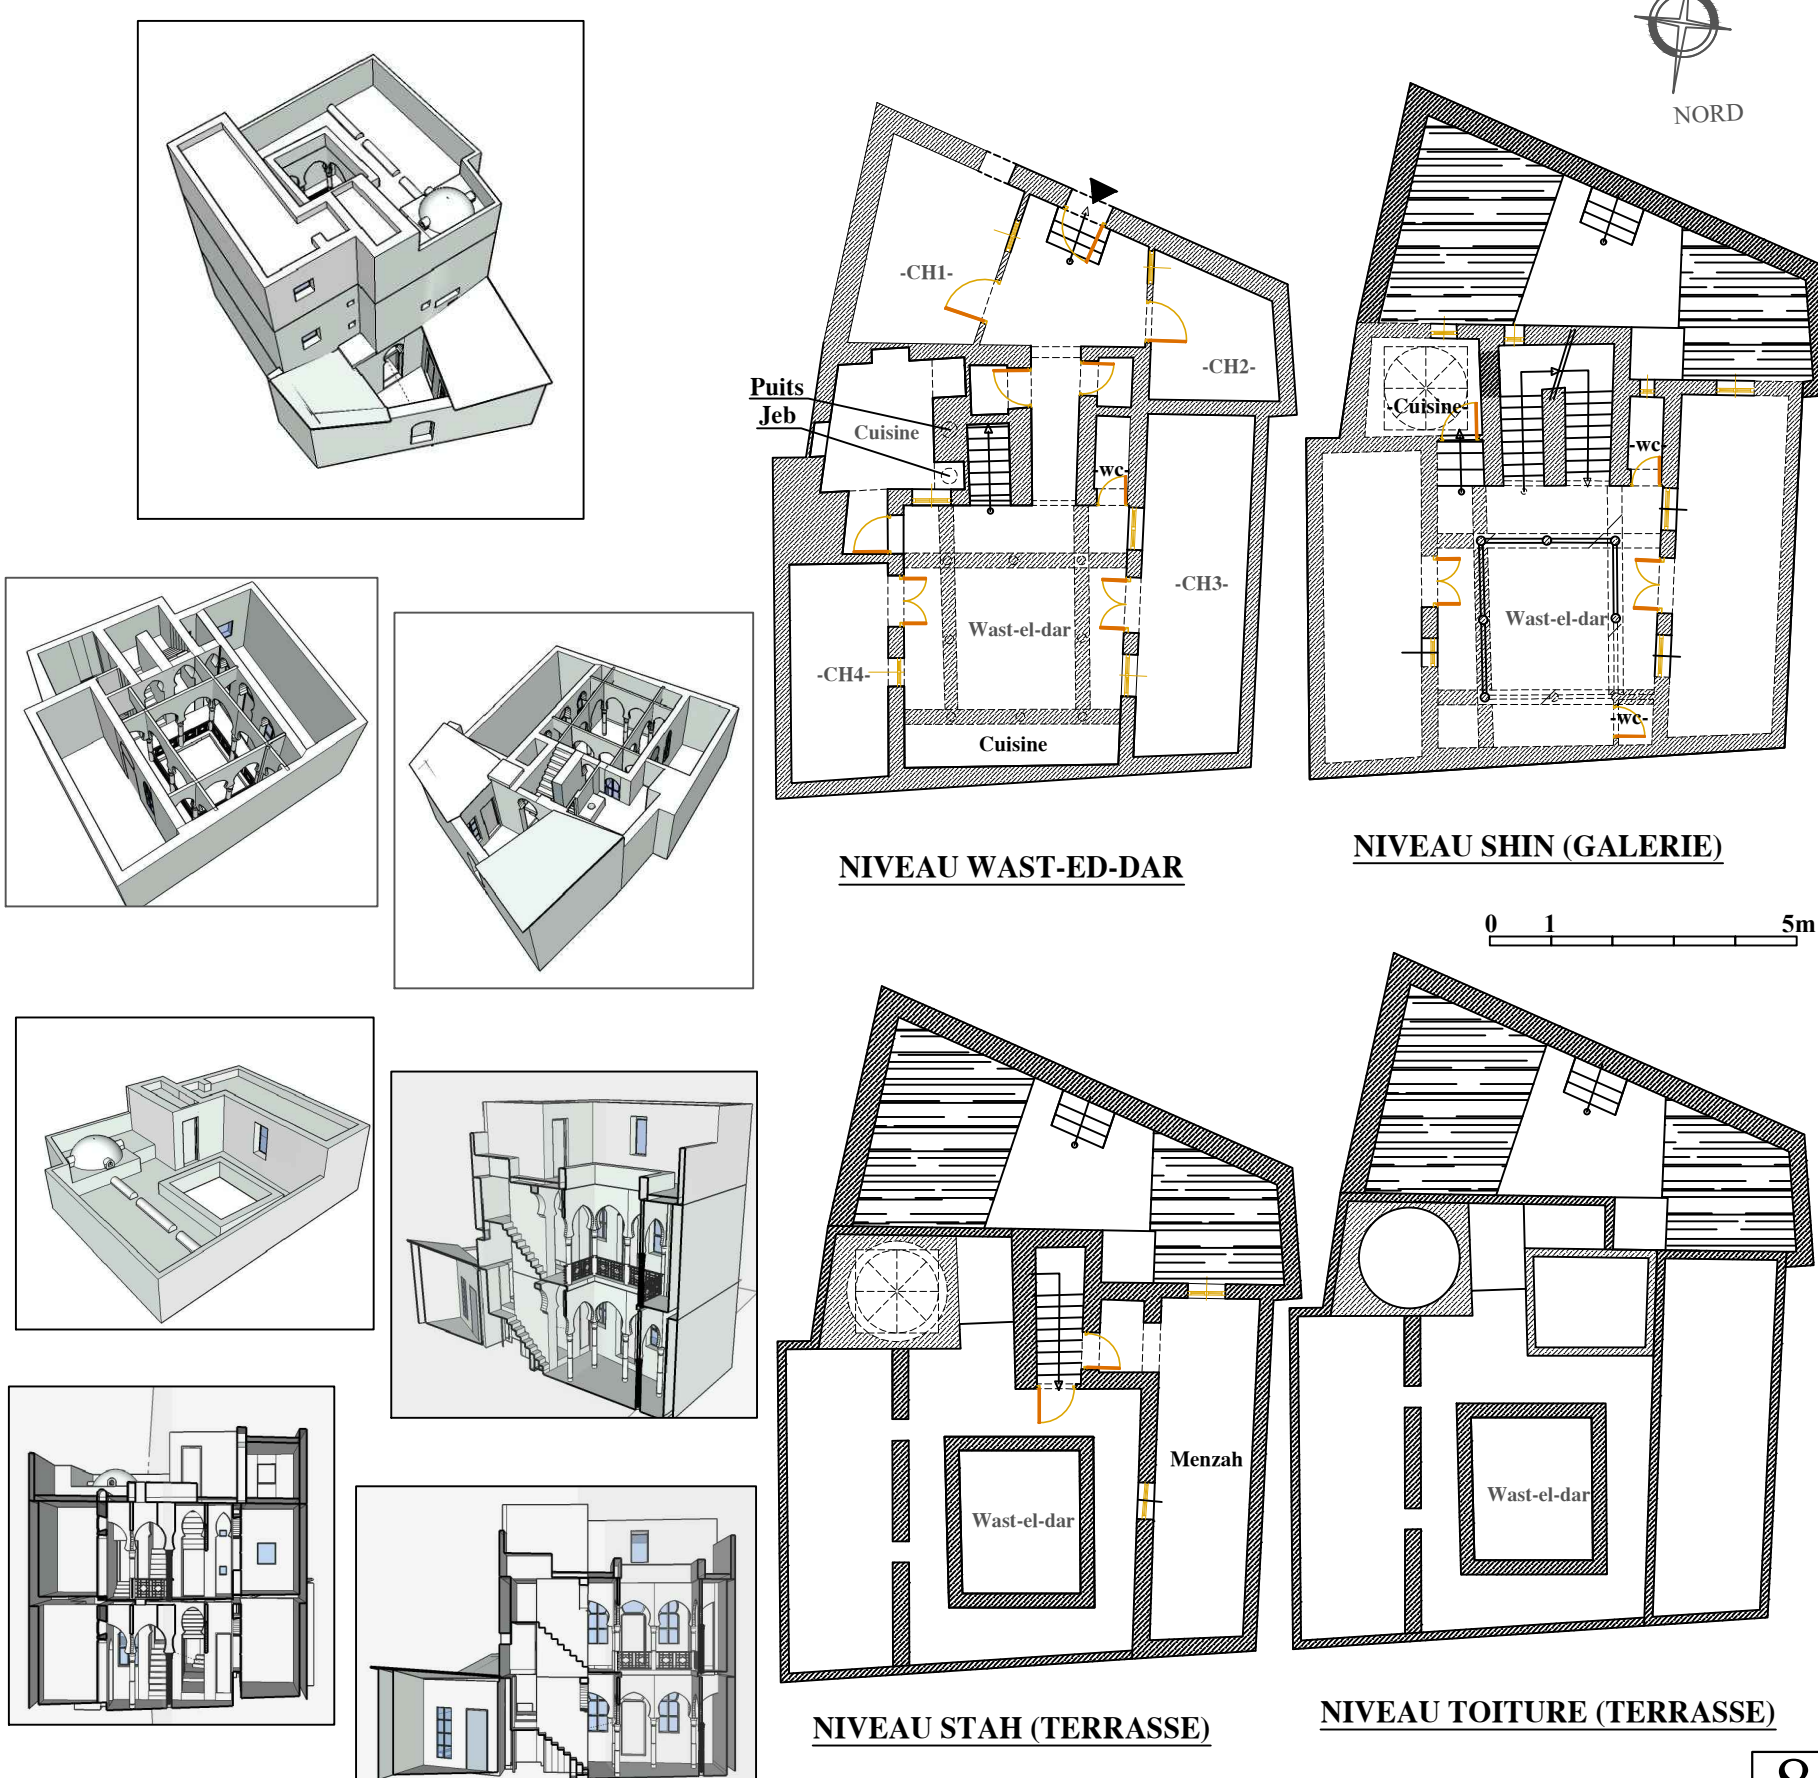 NORD
-CH1-
-CH2-
Puits
Jeb
Cuisine
-wc-
-CH3-
Wast-el-dar
-CH4-
Cuisine
NIVEAU WAST-ED-DAR
-Cuisine-
-wc-
Wast-el-dar
-wc-
NIVEAU SHIN (GALERIE)
0 1 5m
Menzah
Wast-el-dar
NIVEAU STAH (TERRASSE)
Wast-el-dar
NIVEAU TOITURE (TERRASSE)